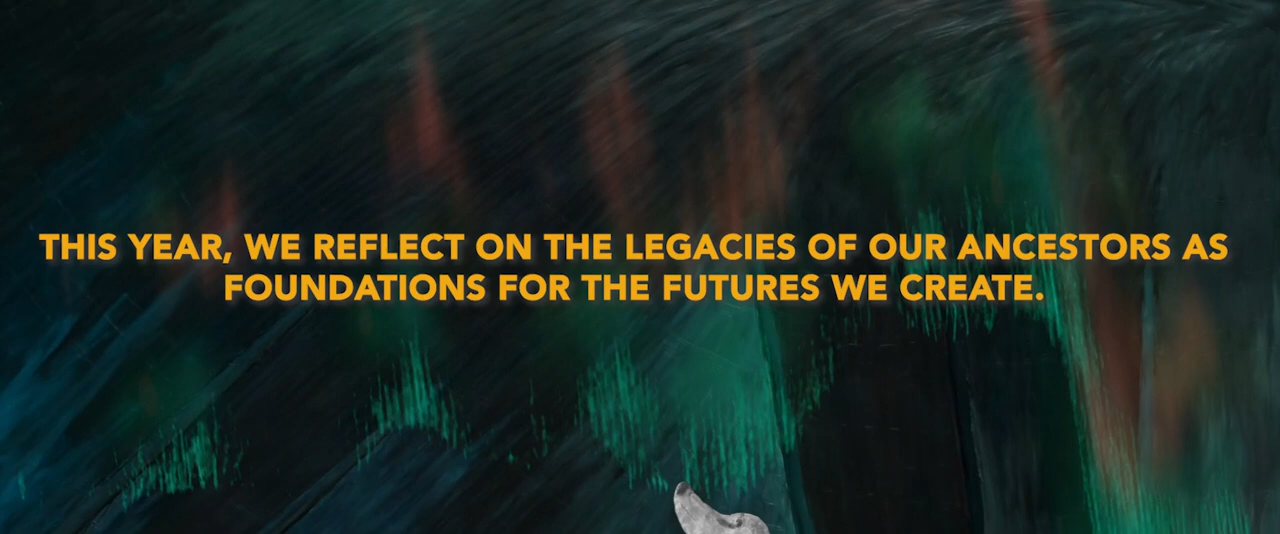 THIS YEAR, WE REFLECT ON THE LEGACIES OF OUR ANCESTORS AS
FOUNDATIONS FOR THE FUTURES WE CREATE.